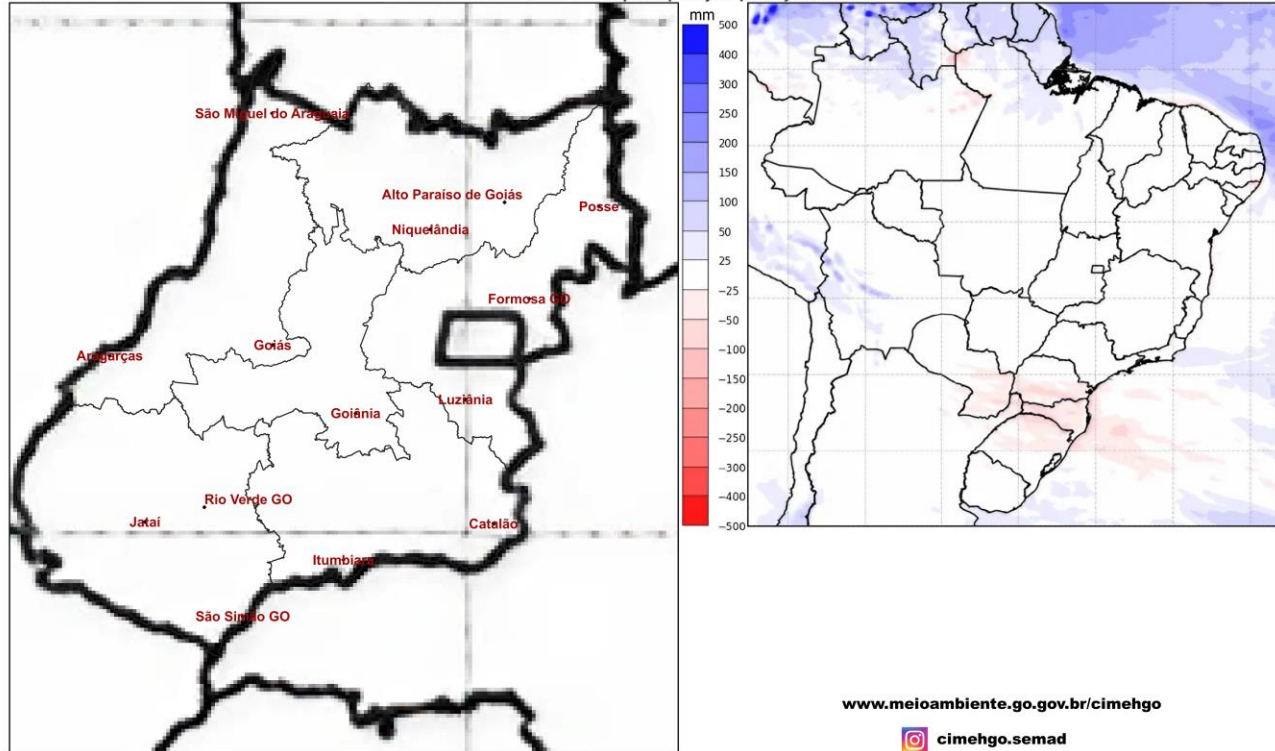 São Miguel do Araguaia
Alto Paraíso de Goiás
Posse
Niquelândia
Formosa GO
Goiás
Aragarças
Luziânia
Goiânia
Rio Verde GO
Jataí
Catalão
Itumbiara
São Simão GO
mm
500
400
300
250
200
150
100
50
25
−25
−50
−100
−150
−200
−250
−300
−400
−500
www.meioambiente.go.gov.br/cimehgo
cimehgo.semad